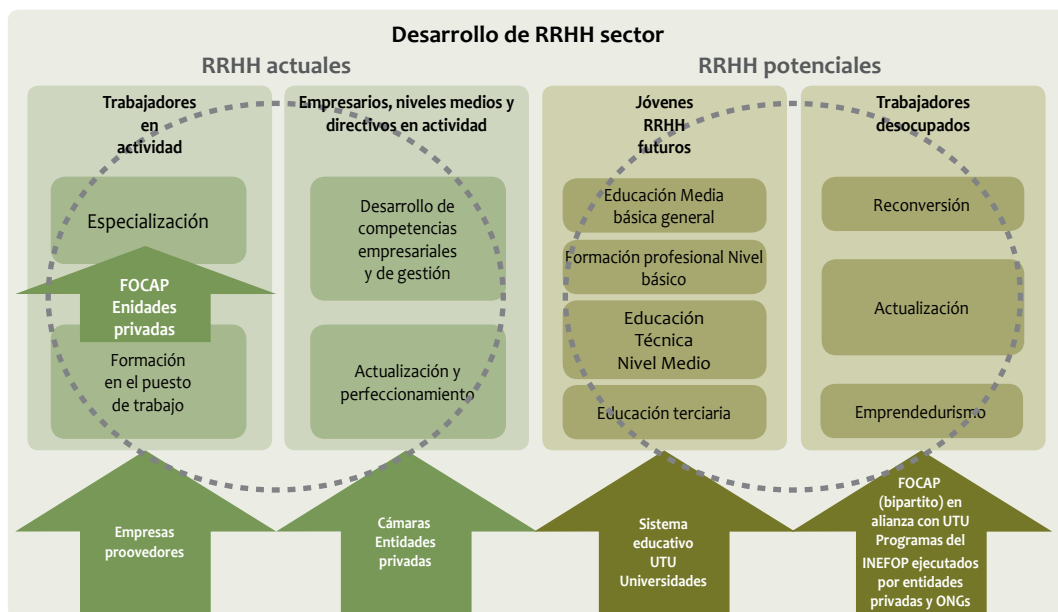 Desarrollo de RRHH sector
RRHH actuales
RRHH potenciales
Trabajadores
en
actividad
Especialización
FOCAP
Enidades
privadas
Formación
en el puesto
de trabajo
Empresas
proovedores
Empresarios, niveles medios y
directivos en actividad
Desarrollo de
competencias
empresariales
y de gestión
Actualización y
perfeccionamiento
Cámaras
Entidades
privadas
Jóvenes
RRHH
futuros
Educación Media
básica general
Formación profesional Nivel
básico
Educación
Técnica
Nivel Medio
Educación terciaria
Sistema
educativo
UTU
Universidades
Trabajadores
desocupados
Reconversión
Actualización
Emprendedurismo
FOCAP
(bipartito) en
alianza con UTU
Programas del
INEFOP ejecutados
por entidades
privadas y ONGs